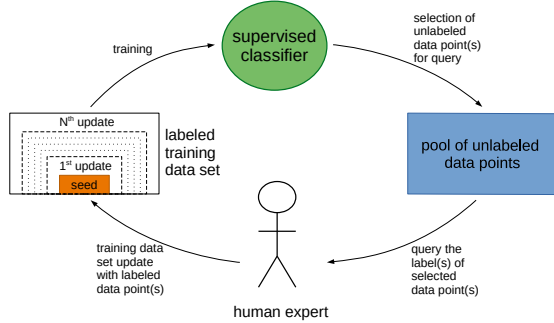 supervised
classifier
selection of
unlabeled
data point(s)
for query
training
Nth update
1st update
seed
labeled
training
data set
pool of unlabeled
data points
training data
set update
with labeled
data point(s)
query the
label(s) of
selected
data point(s)
human expert